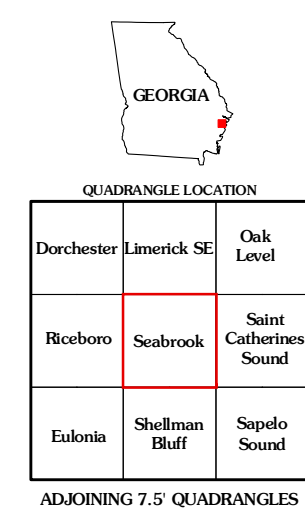 GEORGIA
QUADRANGLE LOCATION
Dorchester Limerick SE Oak Level
Riceboro Seabrook Saint Catherines Sound
Eulonia Shellman Bluff Sapelo Sound
ADJOINING 7.5' QUADRANGLES